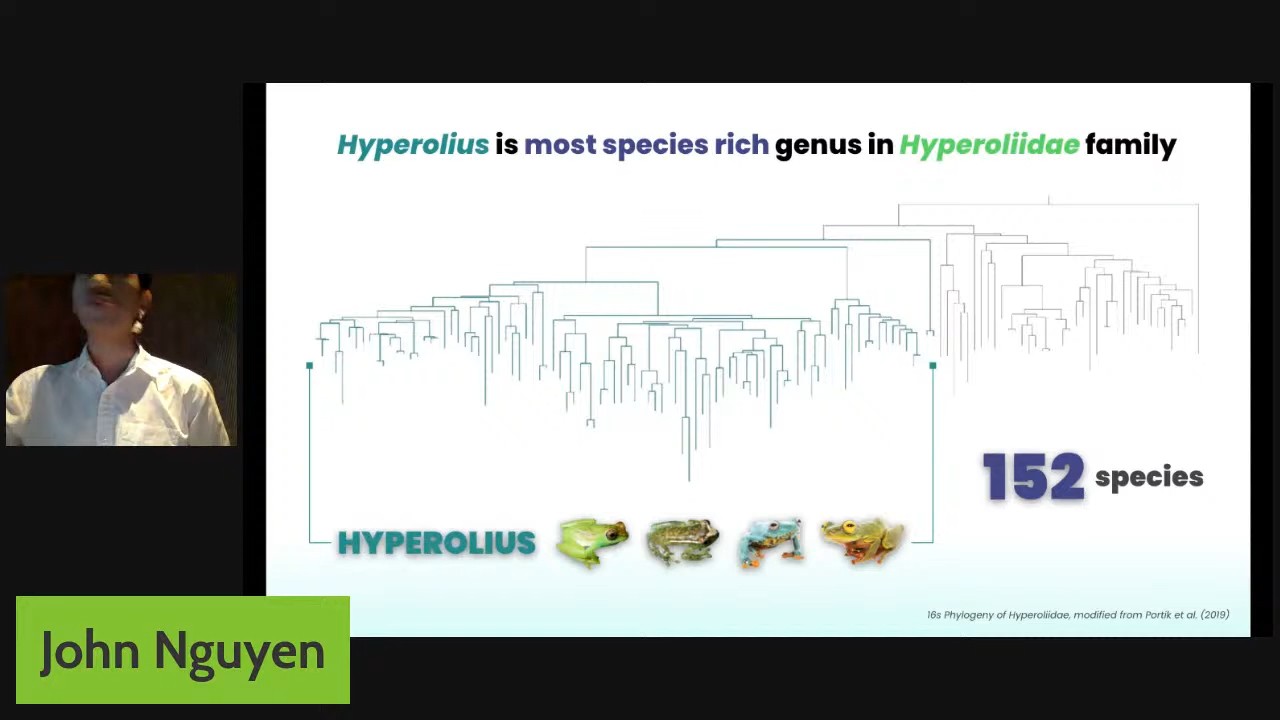 Hyperolius is most species rich genus in Hyperoliidae family
152 species
HYPEROLIUS
16s Phylogeny of Hyperoliidae, modified from Portik et al. (2019)
John Nguyen